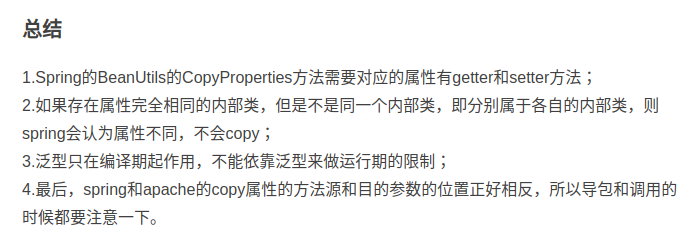 总结
1.Spring的BeanUtils的CopyProperties方法需要对应的属性有getter和setter方法；
2.如果存在属性完全相同的内部类，但是不是同一个内部类，即分别属于各自的内部类，则
spring会认为属性不同，不会copy；
3.泛型只在编译期起作用，不能依靠泛型来做运行期的限制；
4.最后，spring和apache的copy属性的方法源和目的参数的位置正好相反，所以导包和调用的
时候都要注意一下。